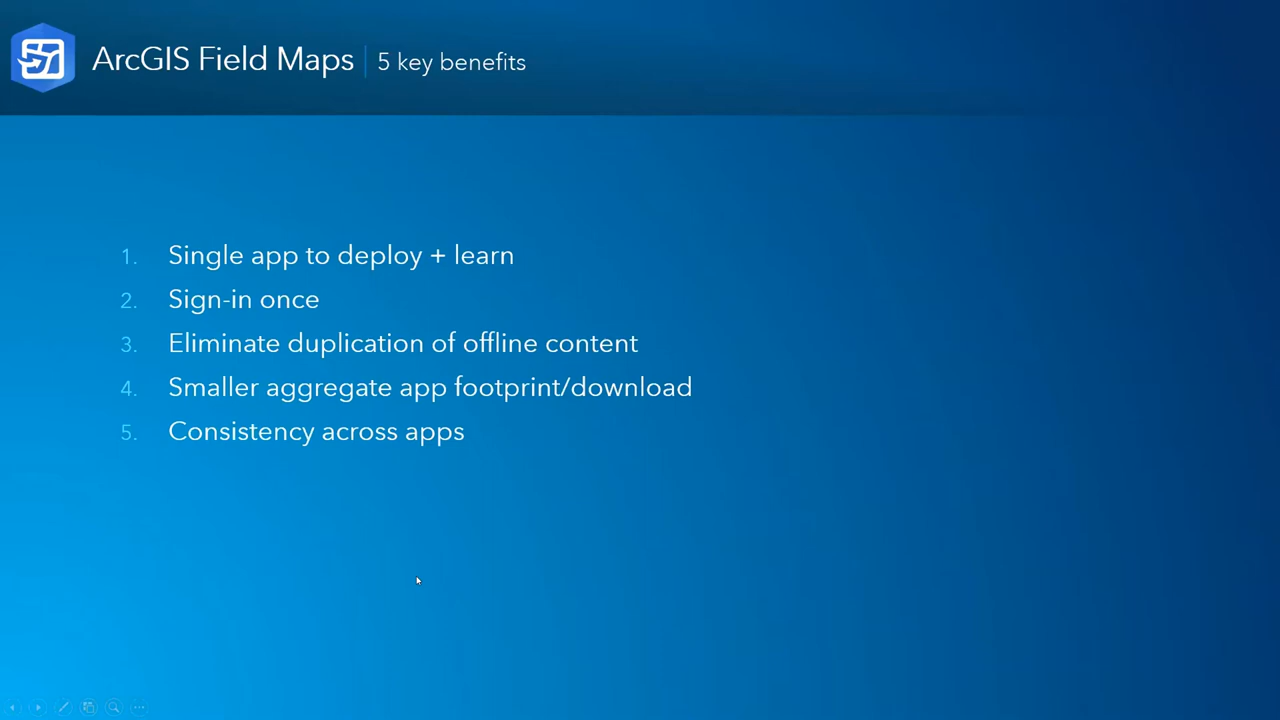 ArcGIS Field Maps | 5 key benefits
1. Single app to deploy + learn
2. Sign-in once
3. Eliminate duplication of offline content
4. Smaller aggregate app footprint/download
5. Consistency across apps